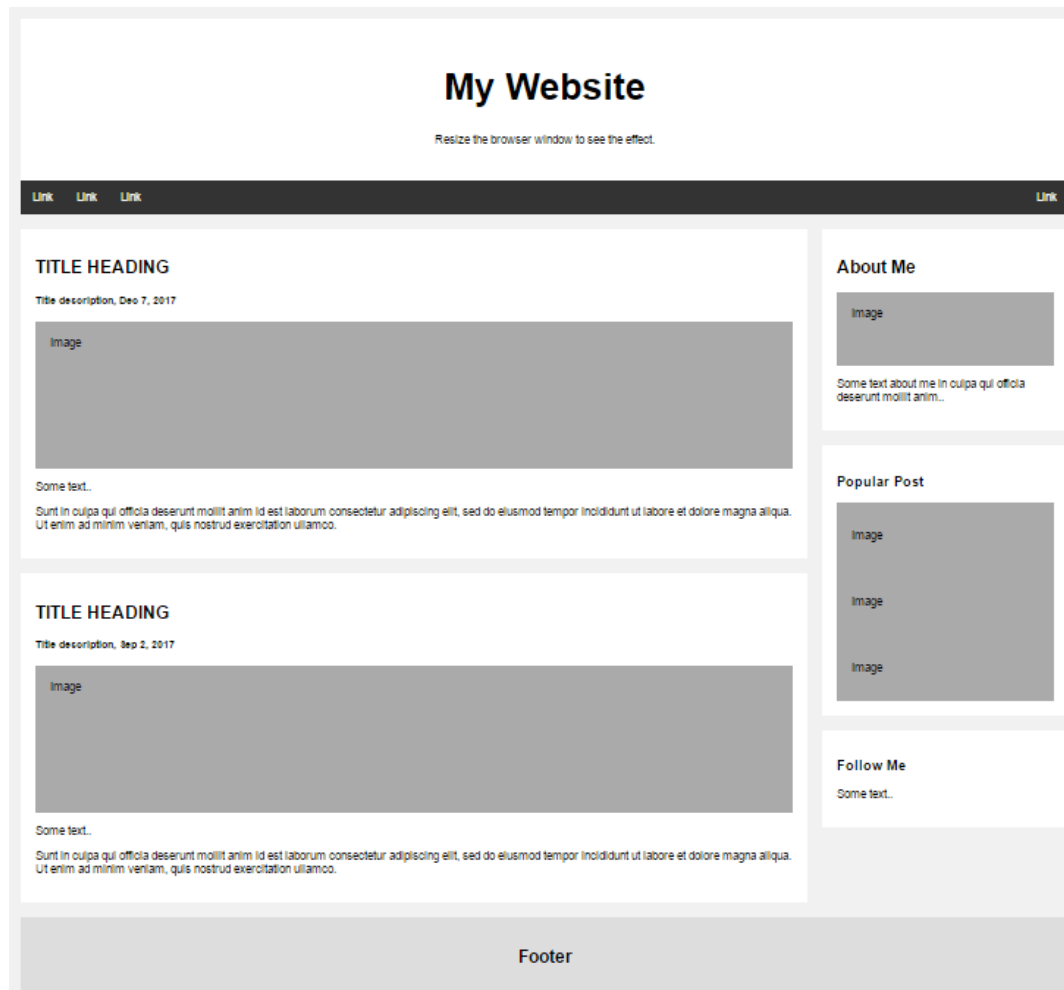 My Website
Resize the browser window to see the effect.
Link Link Link Link
TITLE HEADING
Title description, Dec 7, 2017
Image
Some text..
Sunt in culpa qui officia deserunt mollit anim id est laborum consectetur adipiscing elit, sed do eiusmod tempor incididunt ut labore et dolore magna aliqua.
Ut enim ad minim veniam, quis nostrud exercitation ullamco.
TITLE HEADING
Title description, Sep 2, 2017
Image
Some text..
Sunt in culpa qui officia deserunt mollit anim id est laborum consectetur adipiscing elit, sed do eiusmod tempor incididunt ut labore et dolore magna aliqua.
Ut enim ad minim veniam, quis nostrud exercitation ullamco.
About Me
Image
Some text about me in culpa qui officia
deserunt mollit anim..
Popular Post
Image
Image
Image
Follow Me
Some text..
Footer